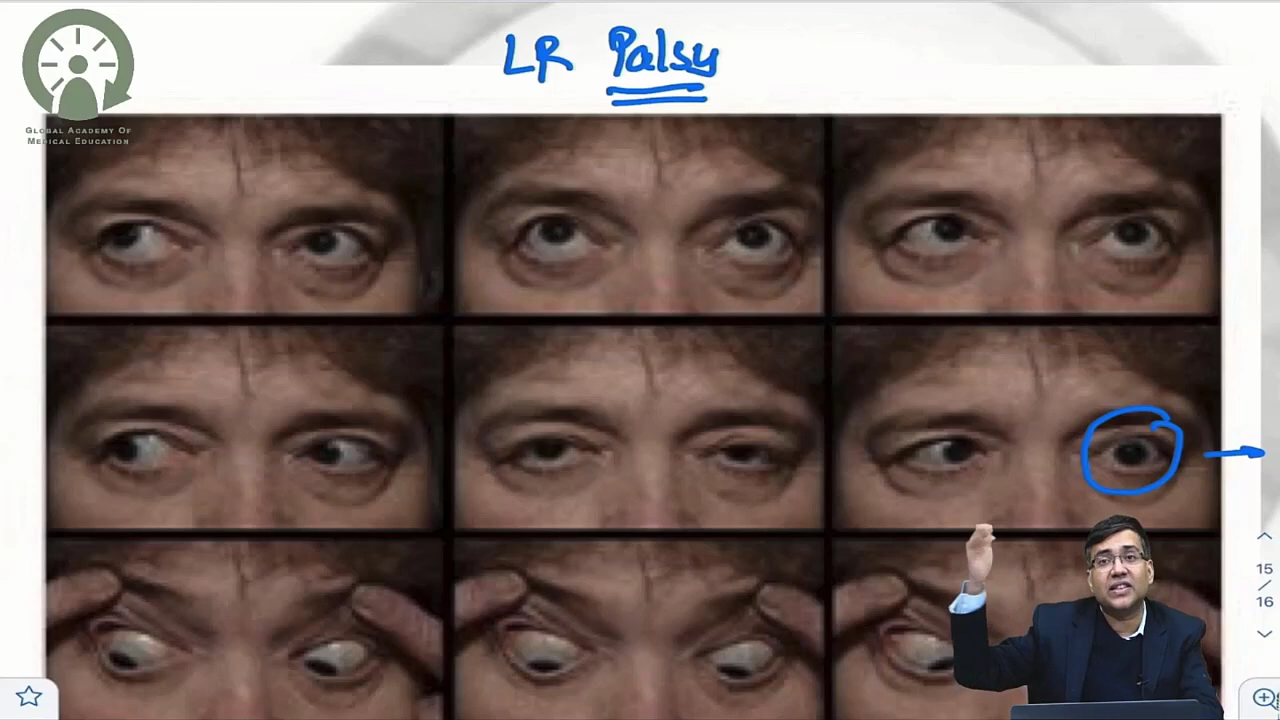 LR Palsy
GLOBAL ACADEMY OF
MEDICAL EDUCATION
15
/
16